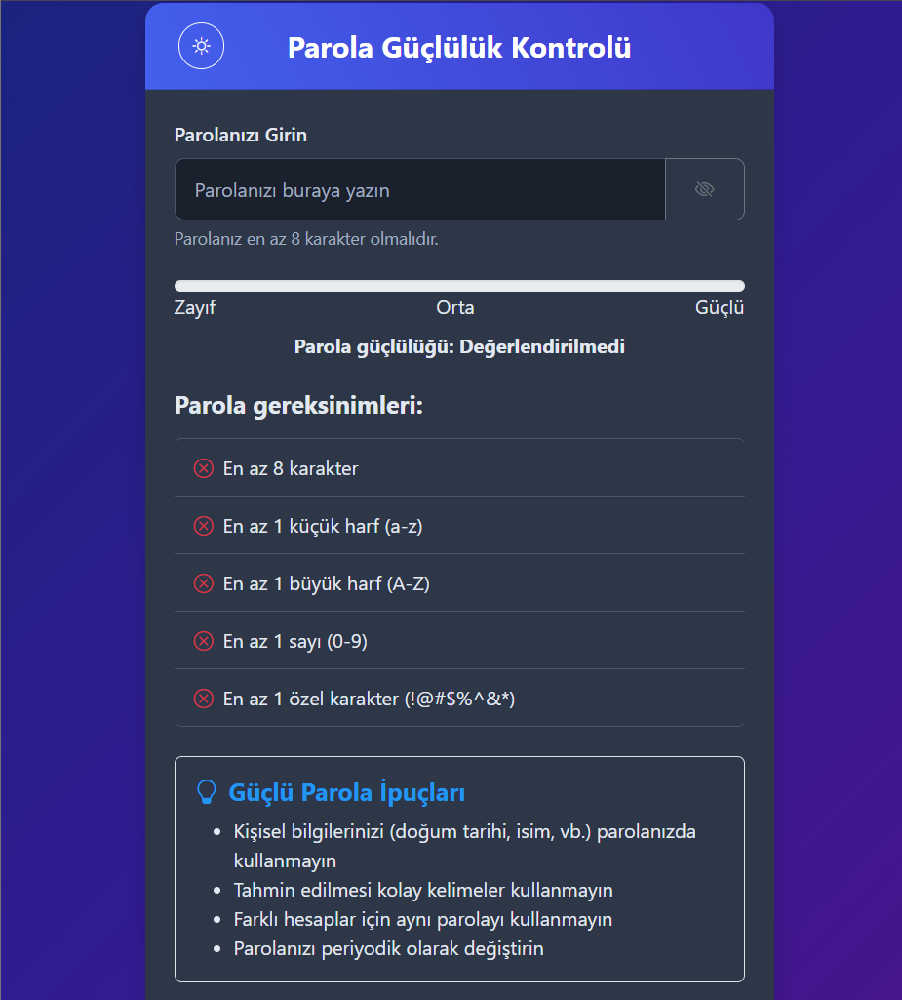 Parola Güçlülük Kontrolü
Parolanızı Girin
Parolanızı buraya yazın
Parolanız en az 8 karakter olmalıdır.
Zayıf Orta Güçlü
Parola güçlülüğü: Değerlendirilmedi
Parola gereksinimleri:
En az 8 karakter
En az 1 küçük harf (a-z)
En az 1 büyük harf (A-Z)
En az 1 sayı (0-9)
En az 1 özel karakter (!@#$%^&*)
Güçlü Parola İpuçları
• Kişisel bilgilerinizi (doğum tarihi, isim, vb.) parolanızda
kullanmayın
• Tahmin edilmesi kolay kelimeler kullanmayın
• Farklı hesaplar için aynı parolayı kullanmayın
• Parolanızı periyodik olarak değiştirin